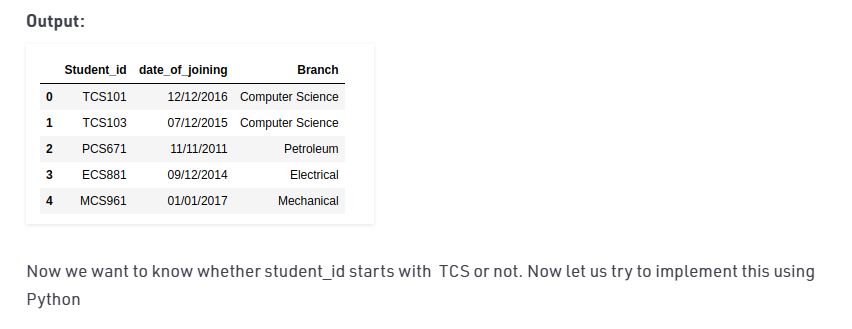 Output:
Student_id date_of_joining Branch
0 TCS101 12/12/2016 Computer Science
1 TCS103 07/12/2015 Computer Science
2 PCS671 11/11/2011 Petroleum
3 ECS881 09/12/2014 Electrical
4 MCS961 01/01/2017 Mechanical
Now we want to know whether student_id starts with  TCS or not. Now let us try to implement this using
Python